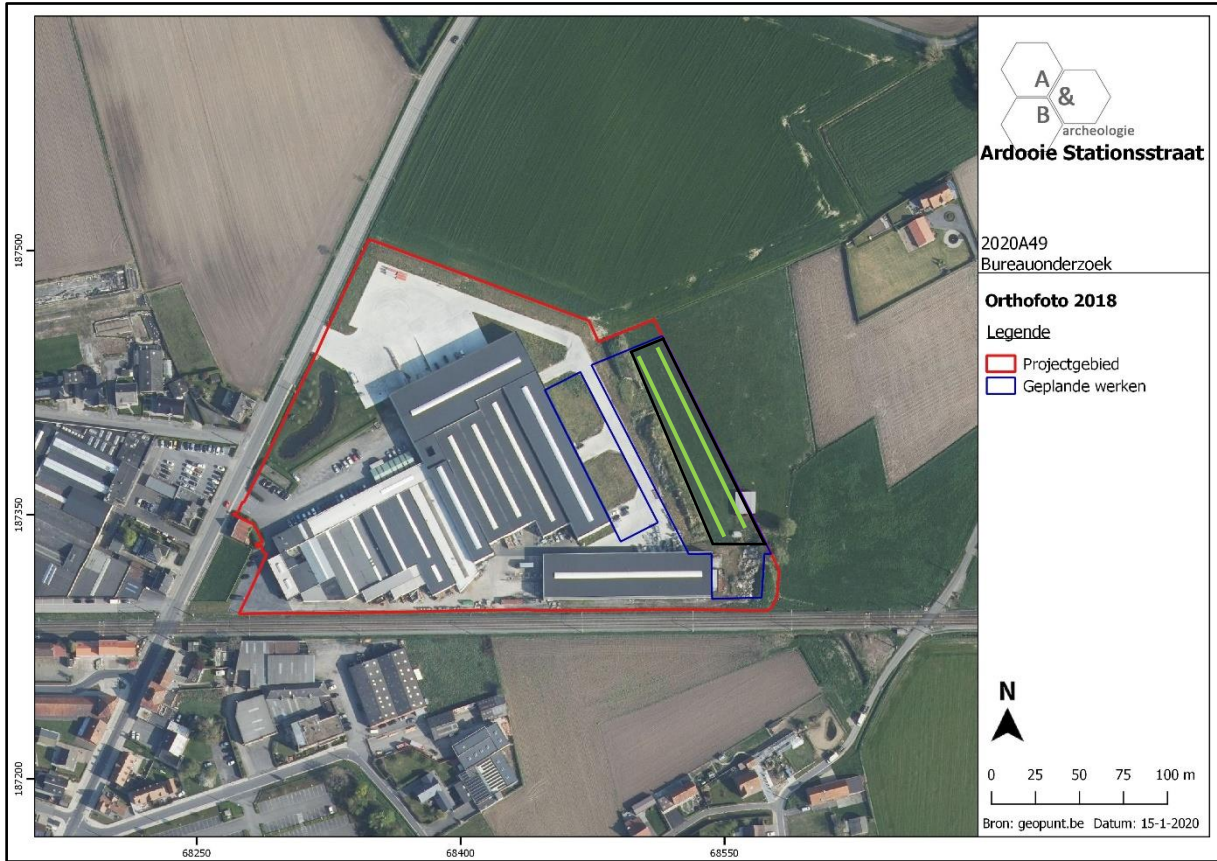 A
&
B
archeologie
Ardooie Stationsstraat
2020A49
Bureauonderzoek
Orthofoto 2018
Legende
Projectgebied
Geplande werken
N
0 25 50 75 100 m
Bron: geopunt.be Datum: 15-1-2020
187500
187350
187200
68250 68400 68550